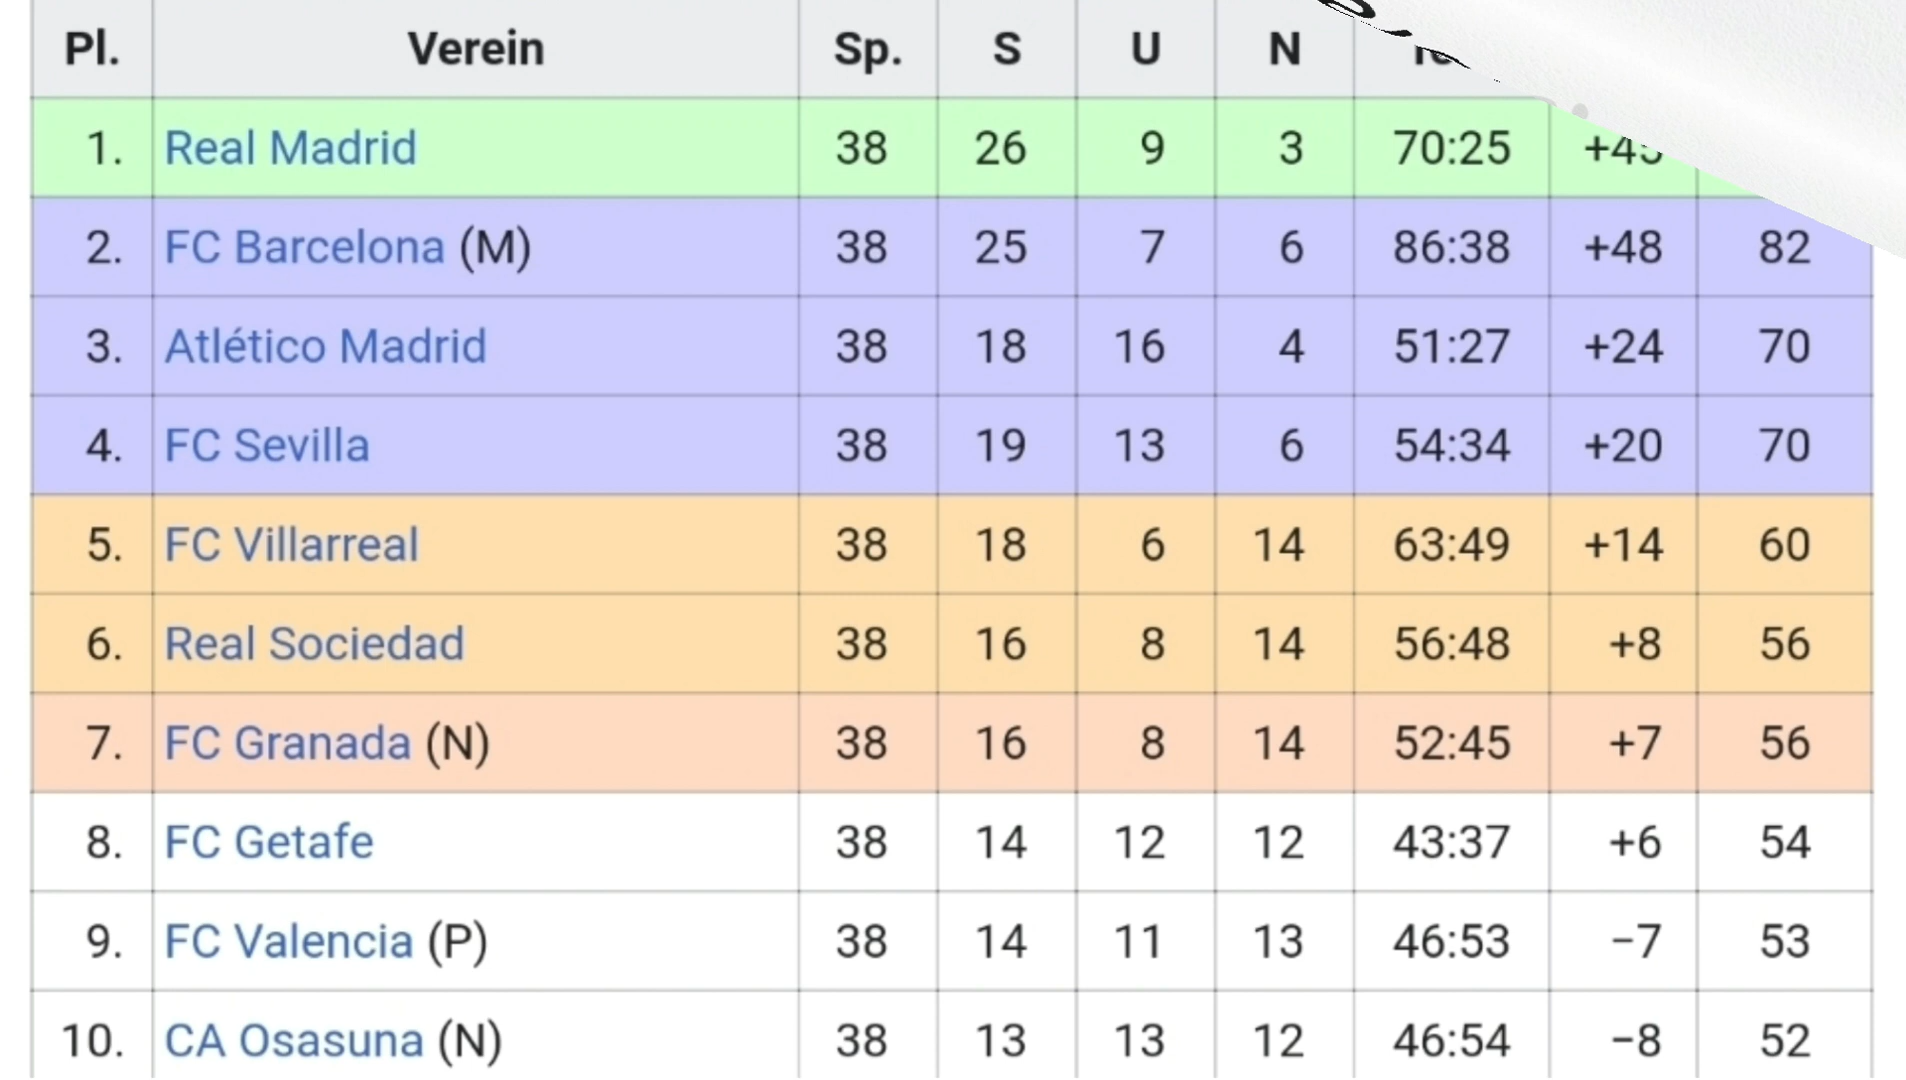 Pl. Verein Sp. S U N
1. Real Madrid 38 26 9 3 70:25 +45
2. FC Barcelona (M) 38 25 7 6 86:38 +48 82
3. Atlético Madrid 38 18 16 4 51:27 +24 70
4. FC Sevilla 38 19 13 6 54:34 +20 70
5. FC Villarreal 38 18 6 14 63:49 +14 60
6. Real Sociedad 38 16 8 14 56:48 +8 56
7. FC Granada (N) 38 16 8 14 52:45 +7 56
8. FC Getafe 38 14 12 12 43:37 +6 54
9. FC Valencia (P) 38 14 11 13 46:53 −7 53
10. CA Osasuna (N) 38 13 13 12 46:54 −8 52